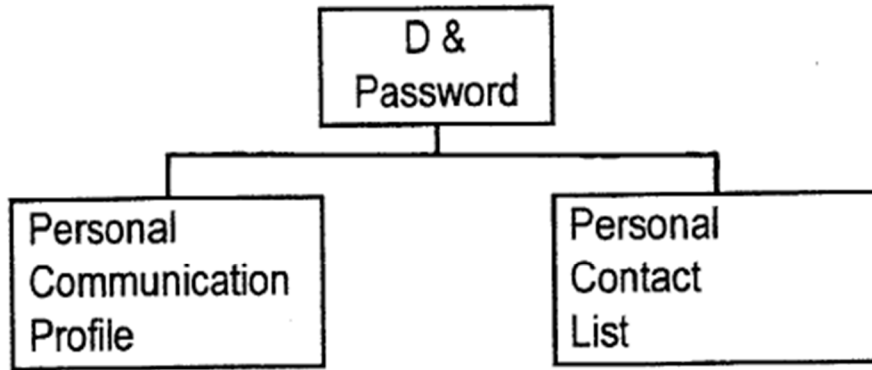 D &
Password
Personal
Communication
Profile
Personal
Contact
List